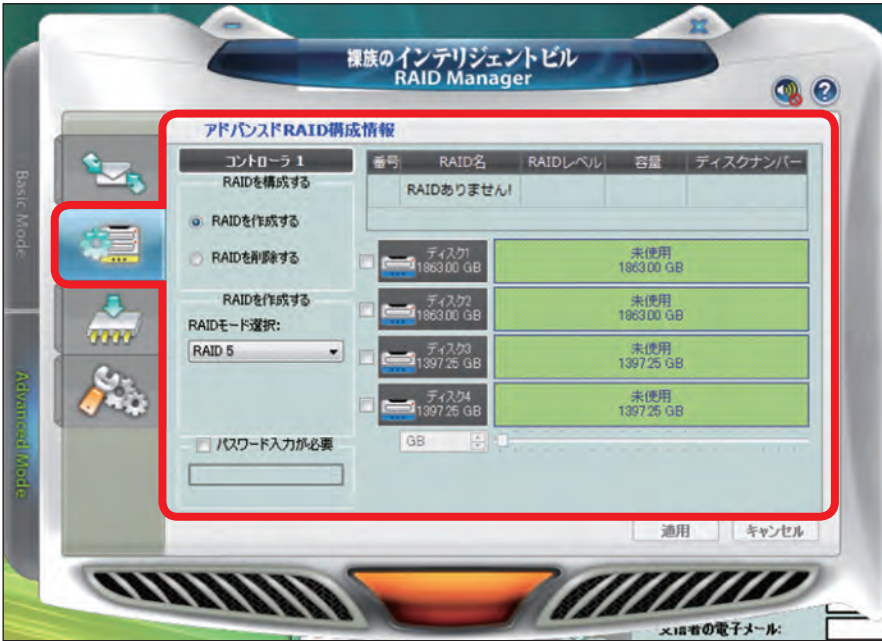 裸族のインテリジェントビル
RAID Manager
アドバンスドRAID構成情報
Basic Mode
Advanced Mode
コントローラ 1
RAIDを構成する
RAIDを作成する
RAIDを削除する
RAIDを作成する
RAIDモード選択:
RAID 5
パスワード入力が必要
番号 RAID名 RAIDレベル 容量 ディスクナンバー
RAIDありません!
ディスク1
1863.00 GB
未使用
1863.00 GB
ディスク2
1863.00 GB
未使用
1863.00 GB
ディスク3
1397.25 GB
未使用
1397.25 GB
ディスク4
1397.25 GB
未使用
1397.25 GB
GB
適用 キャンセル
信者の電子メール: